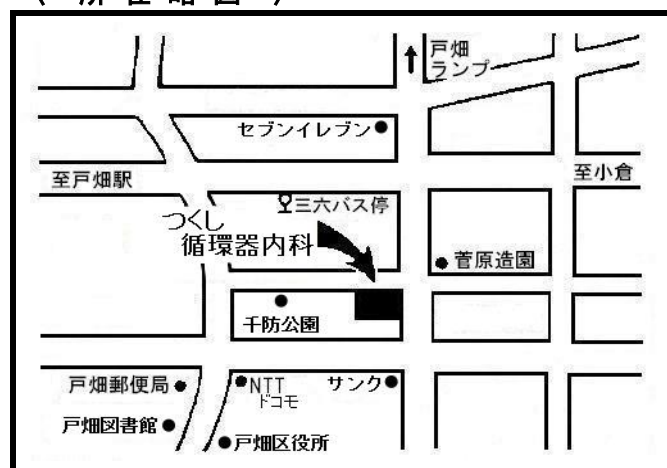 ( 所 在 略 図 )
戸畑
ランプ
セブンイレブン
至戸畑駅
至小倉
三六バス停
つくし
循環器内科
菅原造園
千防公園
戸畑郵便局
NTT
ドコモ
サンク
戸畑図書館
戸畑区役所